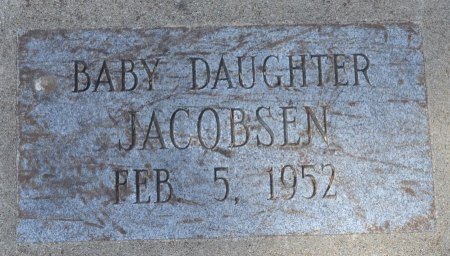 BABY DAUGHTER
JACOBSEN
FEB. 5, 1952